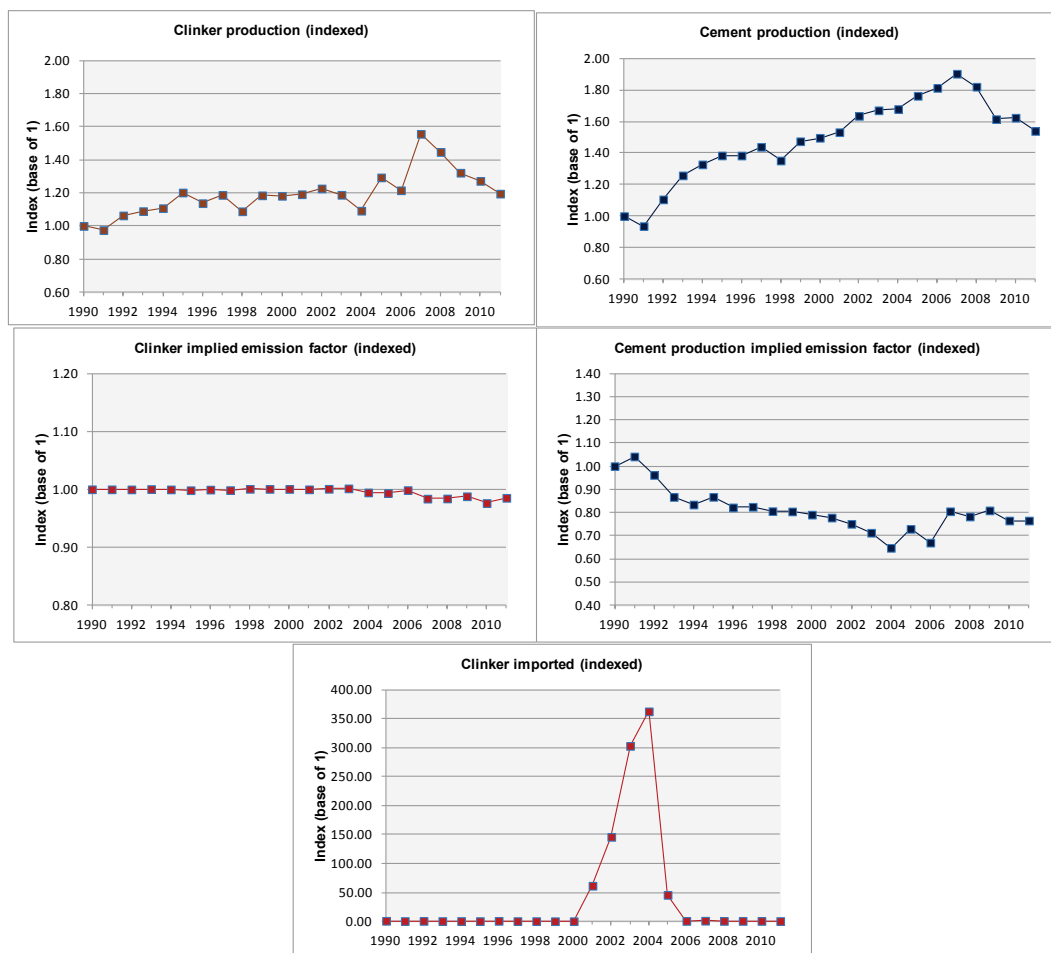 Clinker production (indexed)
Index (base of 1)
2.00
1.80
1.60
1.40
1.20
1.00
0.80
0.60
1990 1992 1994 1996 1998 2000 2002 2004 2006 2008 2010
Cement production (indexed)
Index (base of 1)
2.00
1.80
1.60
1.40
1.20
1.00
0.80
0.60
1990 1992 1994 1996 1998 2000 2002 2004 2006 2008 2010
Clinker implied emission factor (indexed)
Index (base of 1)
1.20
1.10
1.00
0.90
0.80
1990 1992 1994 1996 1998 2000 2002 2004 2006 2008 2010
Cement production implied emission factor (indexed)
Index (base of 1)
1.40
1.30
1.20
1.10
1.00
0.90
0.80
0.70
0.60
0.50
0.40
1990 1992 1994 1996 1998 2000 2002 2004 2006 2008 2010
Clinker imported (indexed)
Index (base of 1)
400.00
350.00
300.00
250.00
200.00
150.00
100.00
50.00
0.00
1990 1992 1994 1996 1998 2000 2002 2004 2006 2008 2010